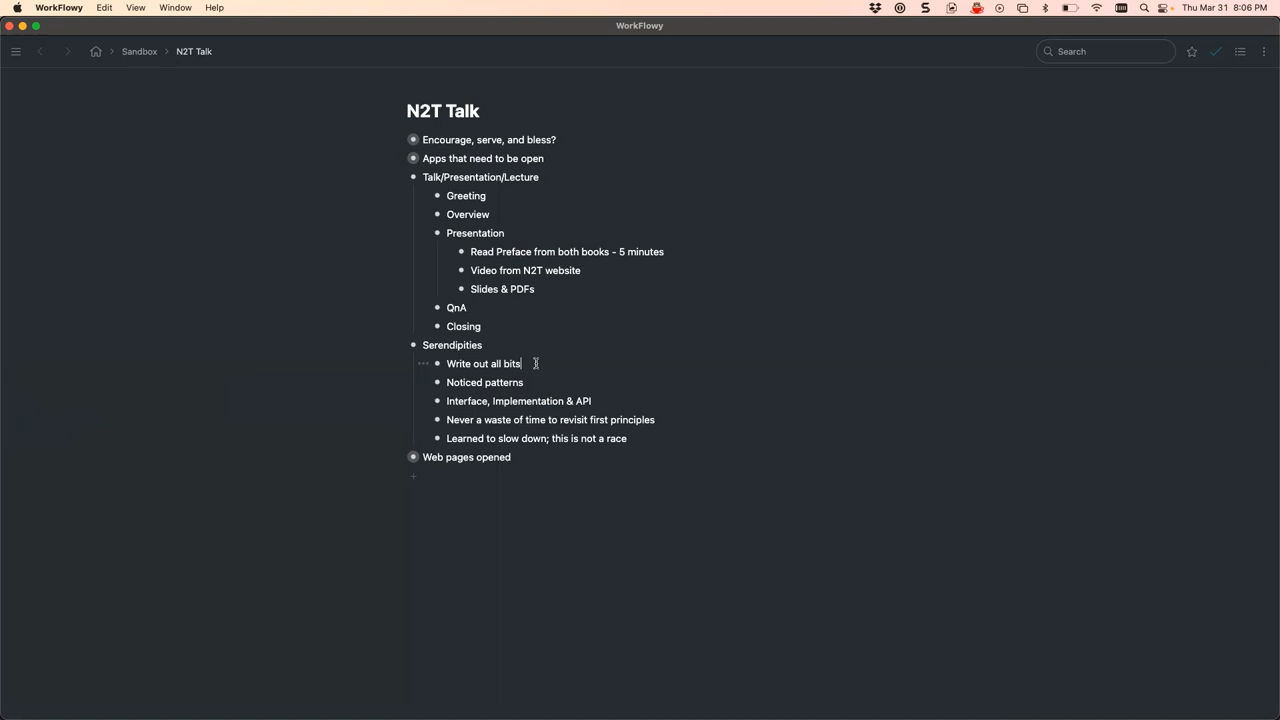 WorkFlowy Edit View Window Help Thu Mar 31 8:06 PM
WorkFlowy
Sandbox N2T Talk Search
N2T Talk
Encourage, serve, and bless?
Apps that need to be open
Talk/Presentation/Lecture
Greeting
Overview
Presentation
Read Preface from both books - 5 minutes
Video from N2T website
Slides & PDFs
QnA
Closing
Serendipities
Write out all bits
Noticed patterns
Interface, Implementation & API
Never a waste of time to revisit first principles
Learned to slow down; this is not a race
Web pages opened